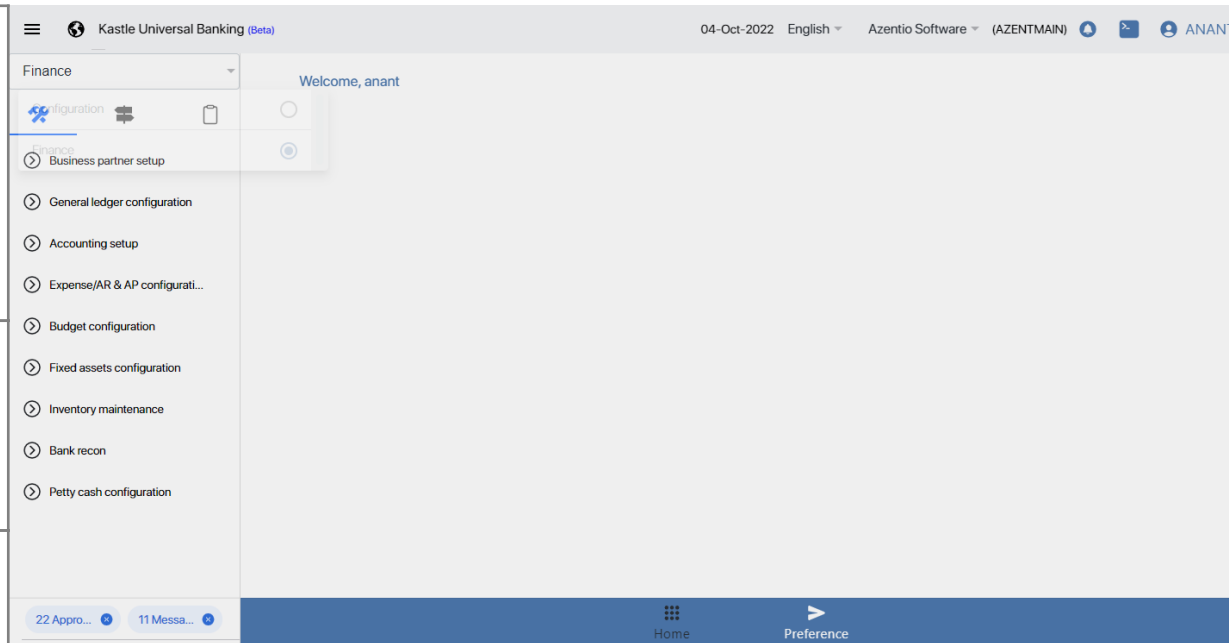 Kastle Universal Banking (Beta)
04-Oct-2022 English Azentio Software (AZENTMAIN) ANANT
Finance
Welcome, anant
Configuration
Finance
Business partner setup
General ledger configuration
Accounting setup
Expense/AR & AP configurati...
Budget configuration
Fixed assets configuration
Inventory maintenance
Bank recon
Petty cash configuration
22 Appro... 11 Messa...
Home Preference